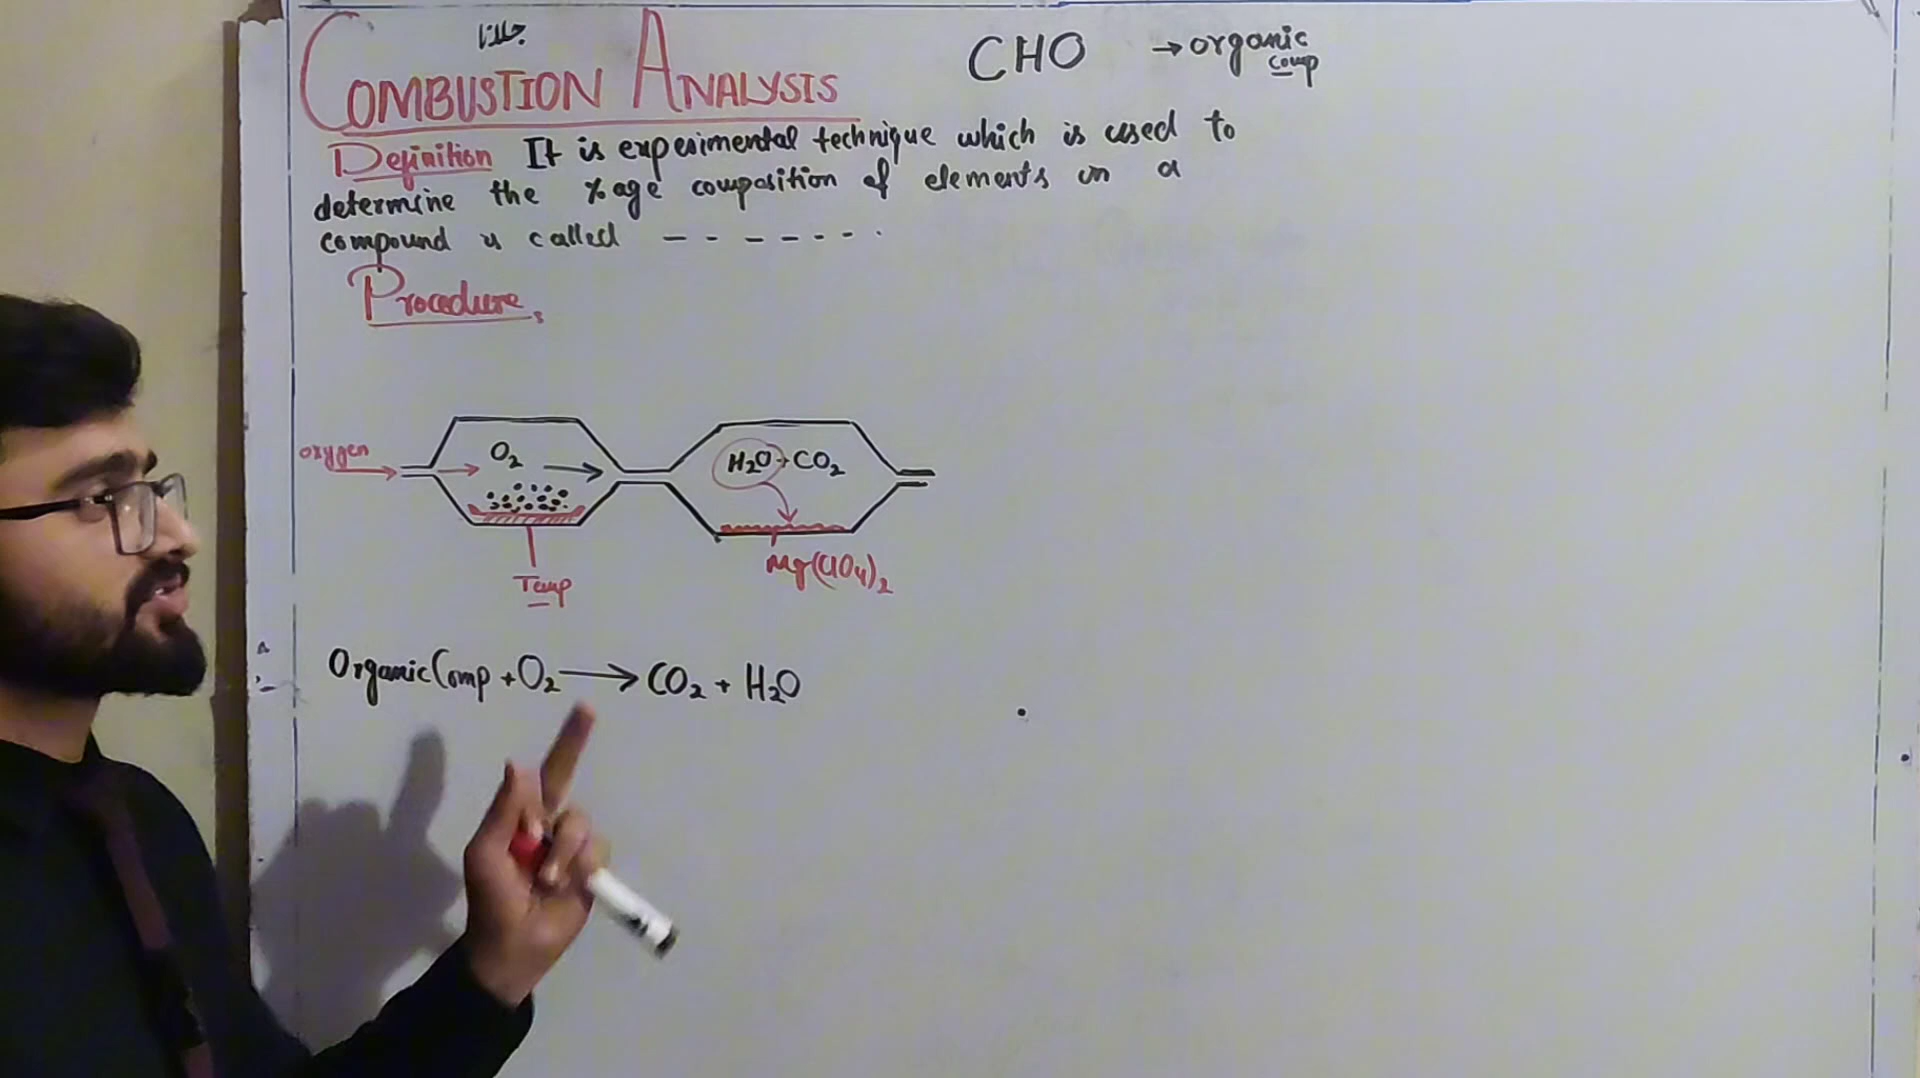 جلانا
COMBUSTION ANALYSIS
CHO → organic comp
Definition It is experimental technique which is used to
determine the %age composition of elements in a
compound is called - - - - - - - .
Procedure,
oxygen
O₂
H₂O + CO₂
Temp
Mg(ClO₄)₂
Organic Comp + O₂ → CO₂ + H₂O